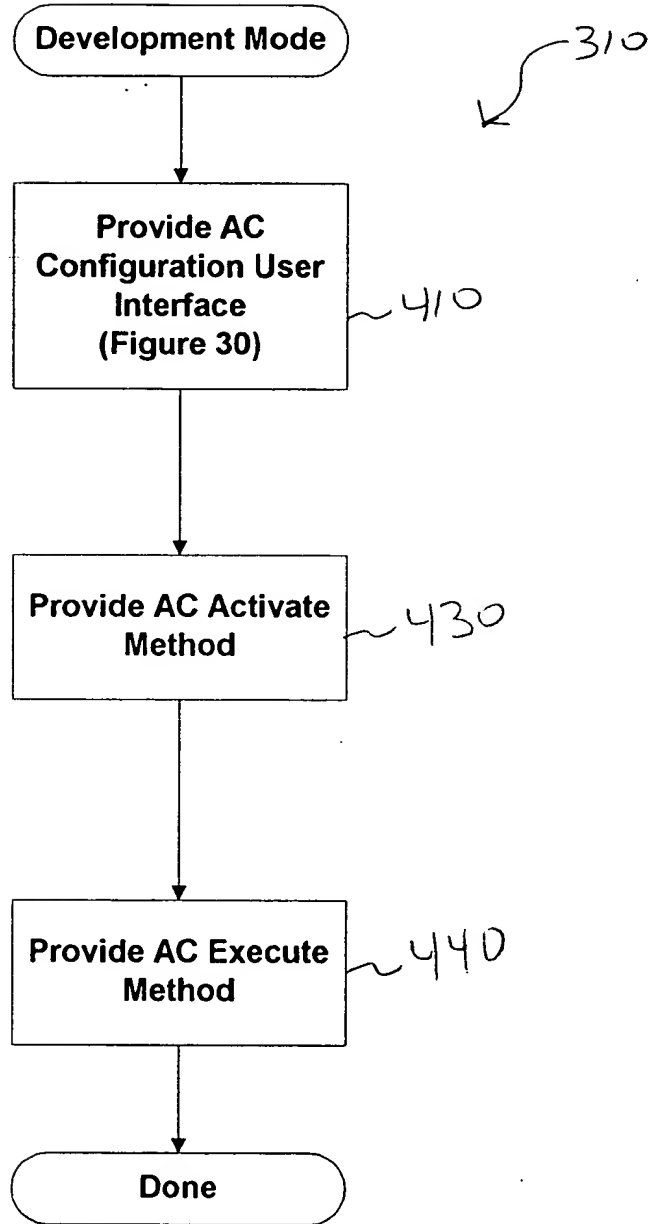 Development Mode
310
Provide AC
Configuration User
Interface
(Figure 30)
410
Provide AC Activate
Method
430
Provide AC Execute
Method
440
Done